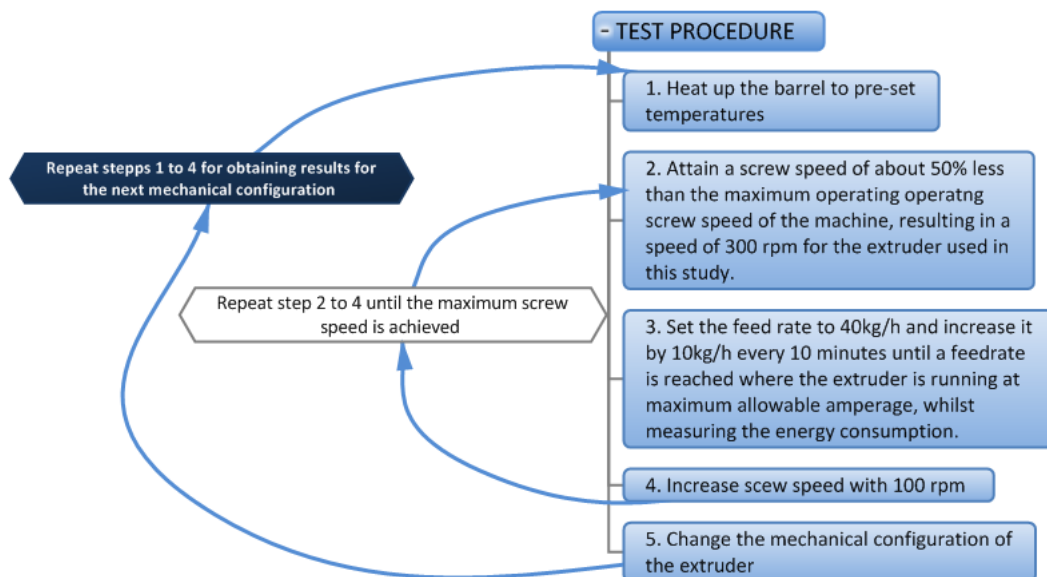 - TEST PROCEDURE
1. Heat up the barrel to pre-set
temperatures
Repeat stepps 1 to 4 for obtaining results for
the next mechanical configuration
2. Attain a screw speed of about 50% less
than the maximum operating operatng
screw speed of the machine, resulting in a
speed of 300 rpm for the extruder used in
this study.
Repeat step 2 to 4 until the maximum screw
speed is achieved
3. Set the feed rate to 40kg/h and increase it
by 10kg/h every 10 minutes until a feedrate
is reached where the extruder is running at
maximum allowable amperage, whilst
measuring the energy consumption.
4. Increase scew speed with 100 rpm
5. Change the mechanical configuration of
the extruder